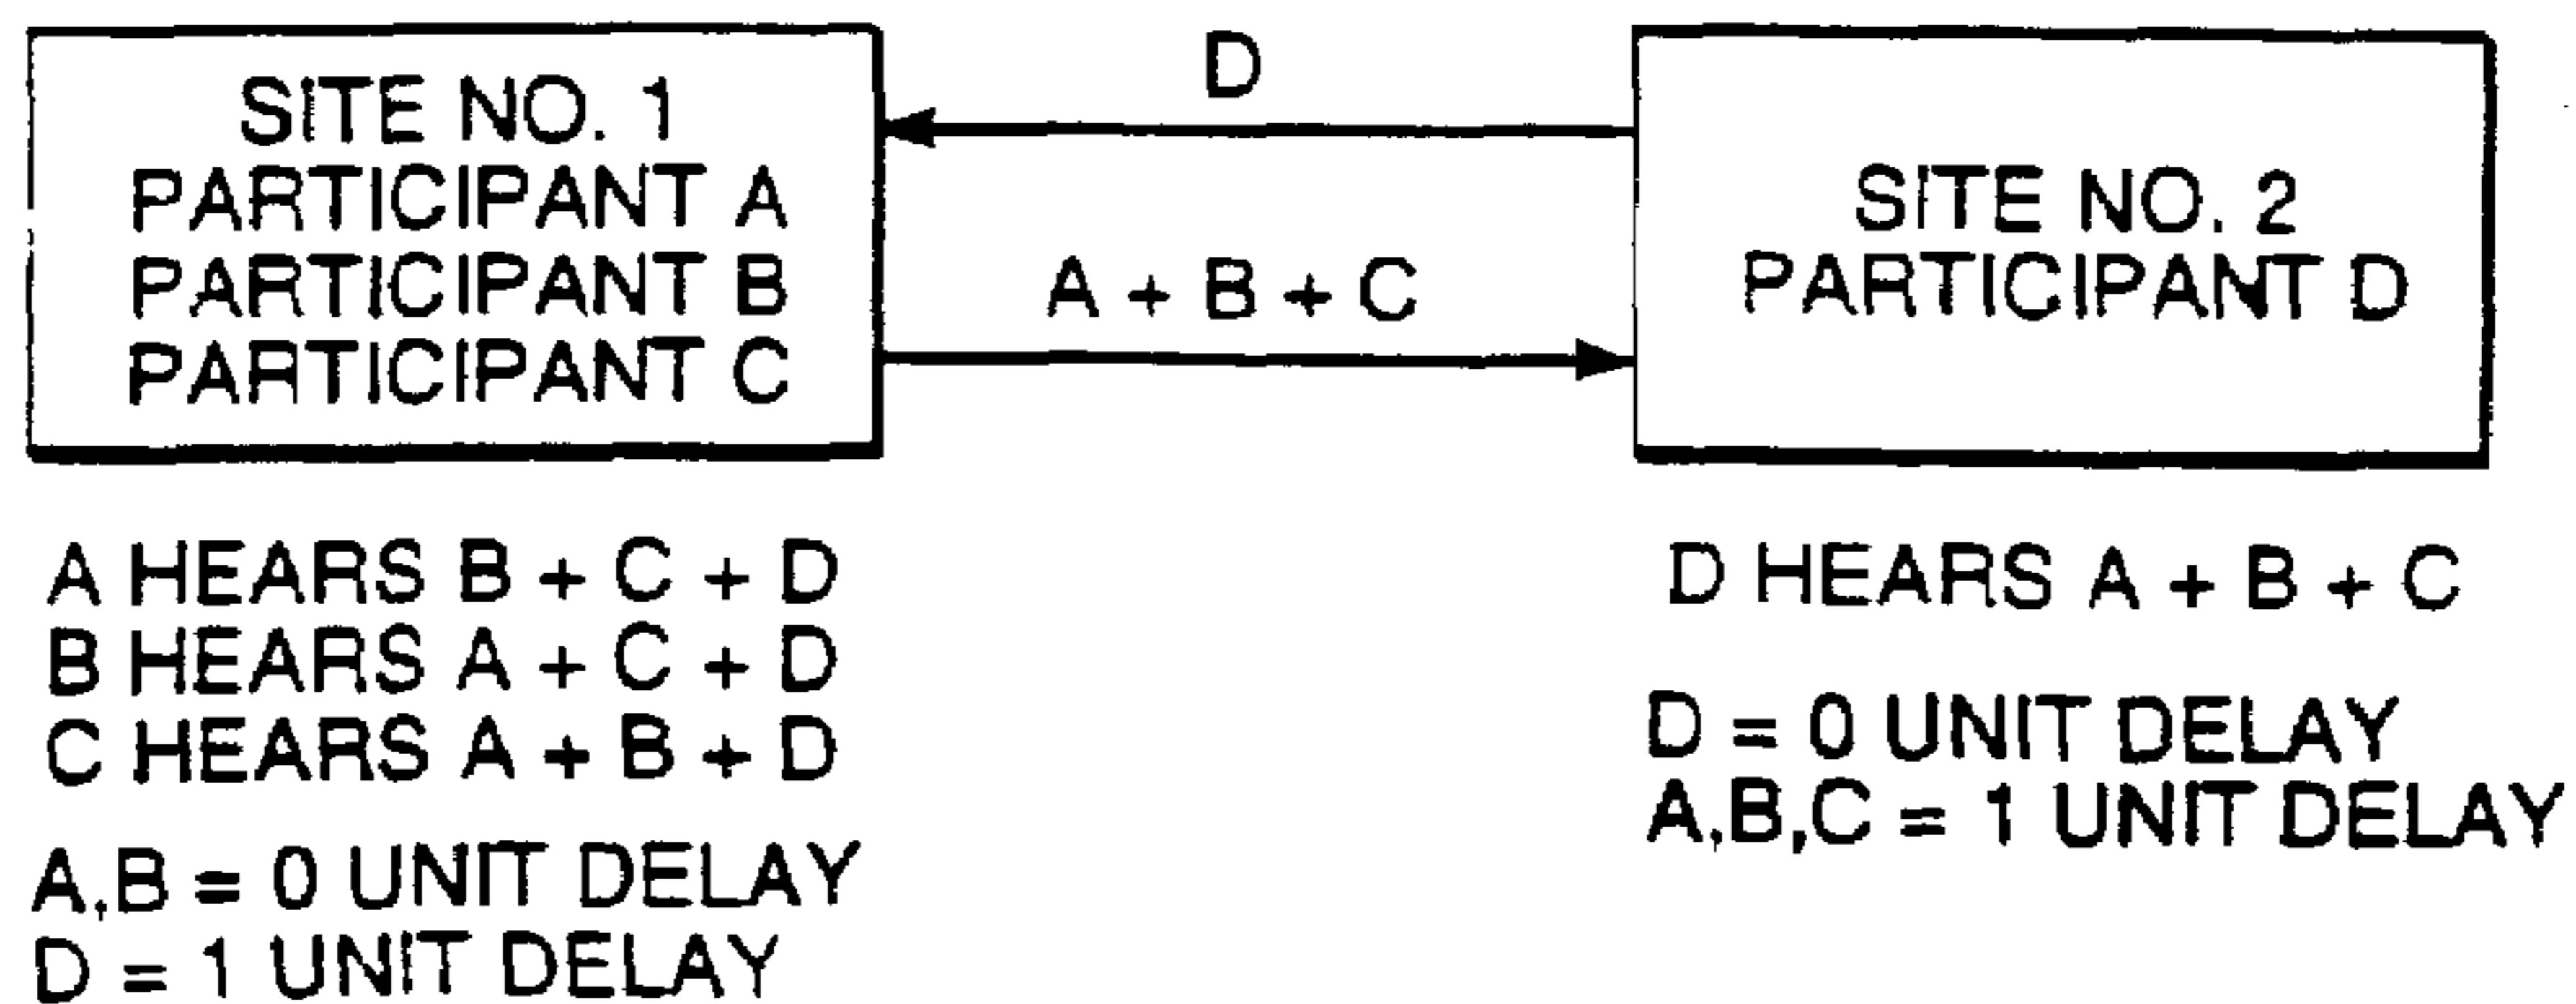 SITE NO. 1
PARTICIPANT A
PARTICIPANT B
PARTICIPANT C
D
A + B + C
SITE NO. 2
PARTICIPANT D
A HEARS B + C + D
B HEARS A + C + D
C HEARS A + B + D
A,B = 0 UNIT DELAY
D = 1 UNIT DELAY
D HEARS A + B + C
D = 0 UNIT DELAY
A,B,C = 1 UNIT DELAY